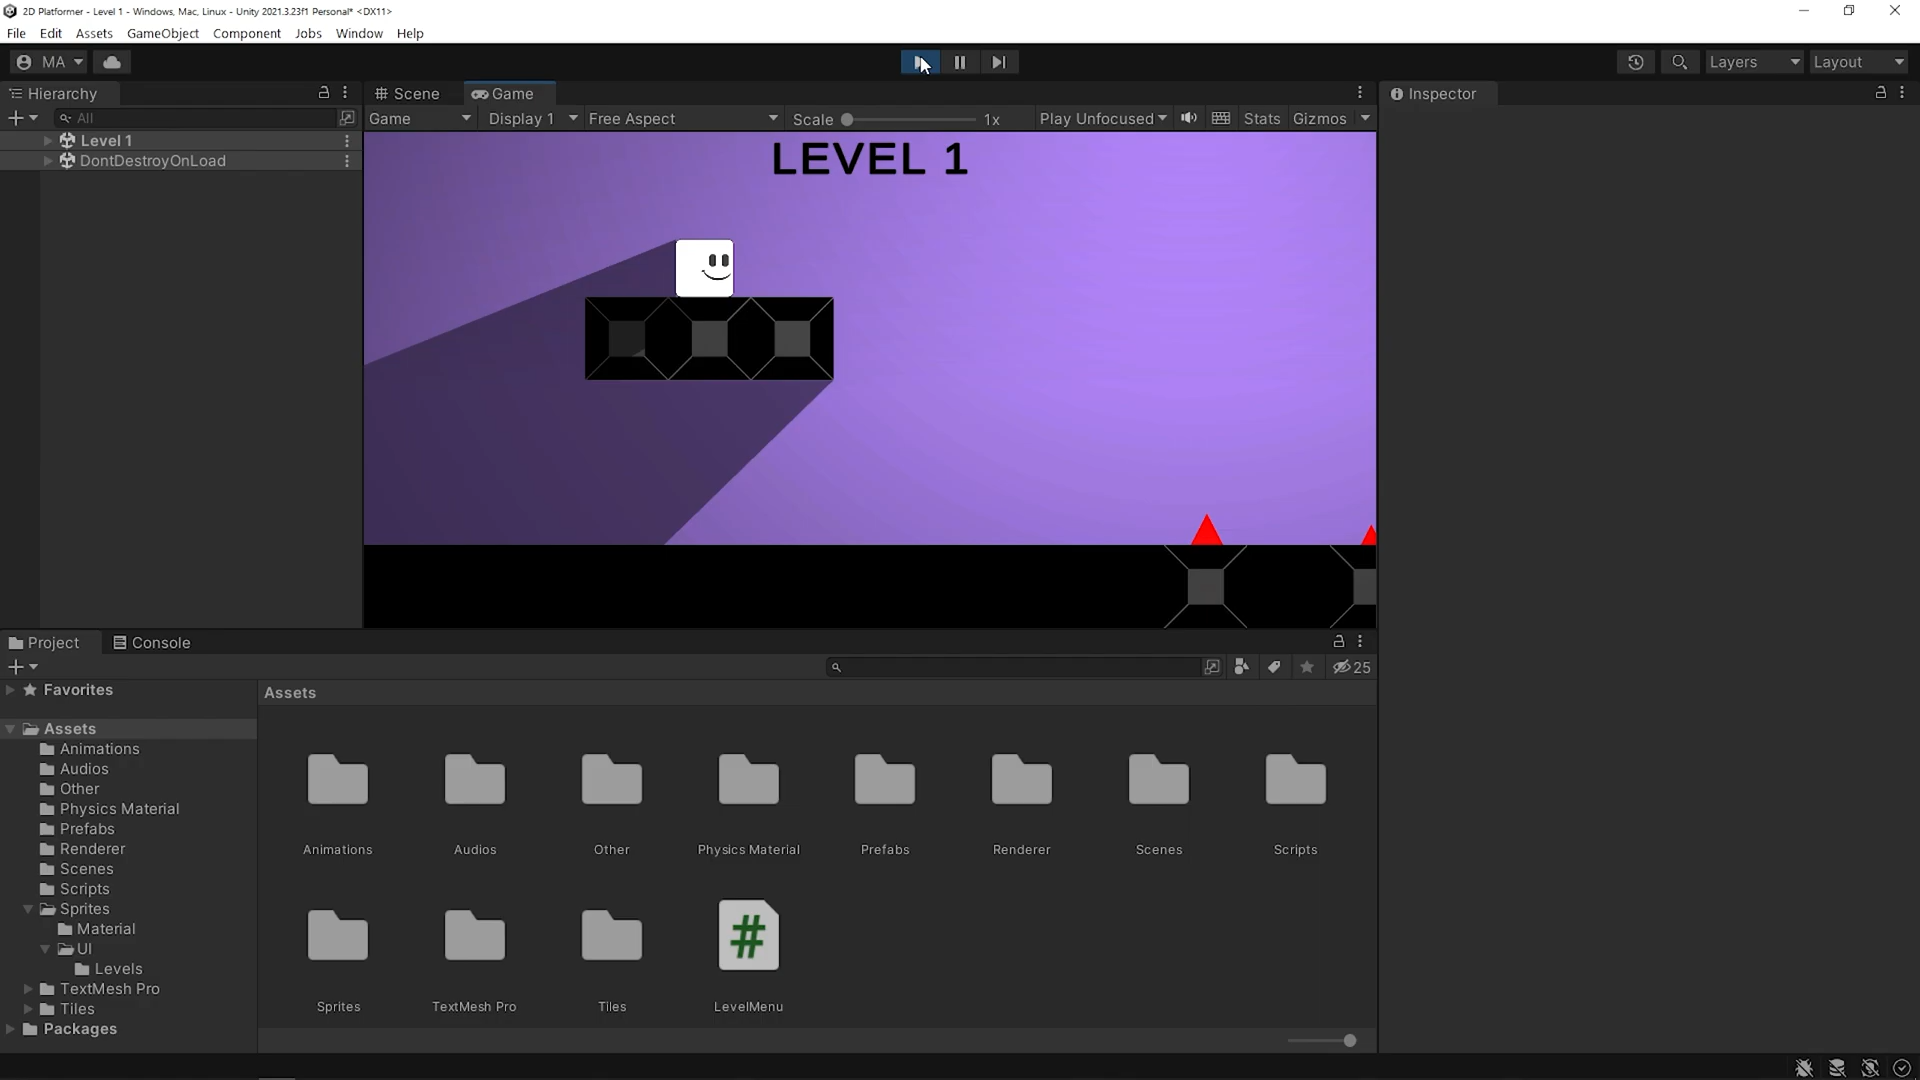 2D Platformer - Level 1 - Windows, Mac, Linux - Unity 2021.3.23f1 Personal* <DX11>
File Edit Assets GameObject Component Jobs Window Help
MA Layers Layout
Hierarchy Scene Game Inspector
All Game Display 1 Free Aspect Scale 1x Play Unfocused Stats Gizmos
Level 1
DontDestroyOnLoad
LEVEL 1
Project Console
25
Favorites
Assets
Assets
Animations
Audios
Other
Physics Material
Prefabs
Renderer
Scenes
Scripts
Sprites
Material
UI
Levels
TextMesh Pro
Tiles
Packages
Animations Audios Other Physics Material Prefabs Renderer Scenes Scripts
#
Sprites TextMesh Pro Tiles LevelMenu